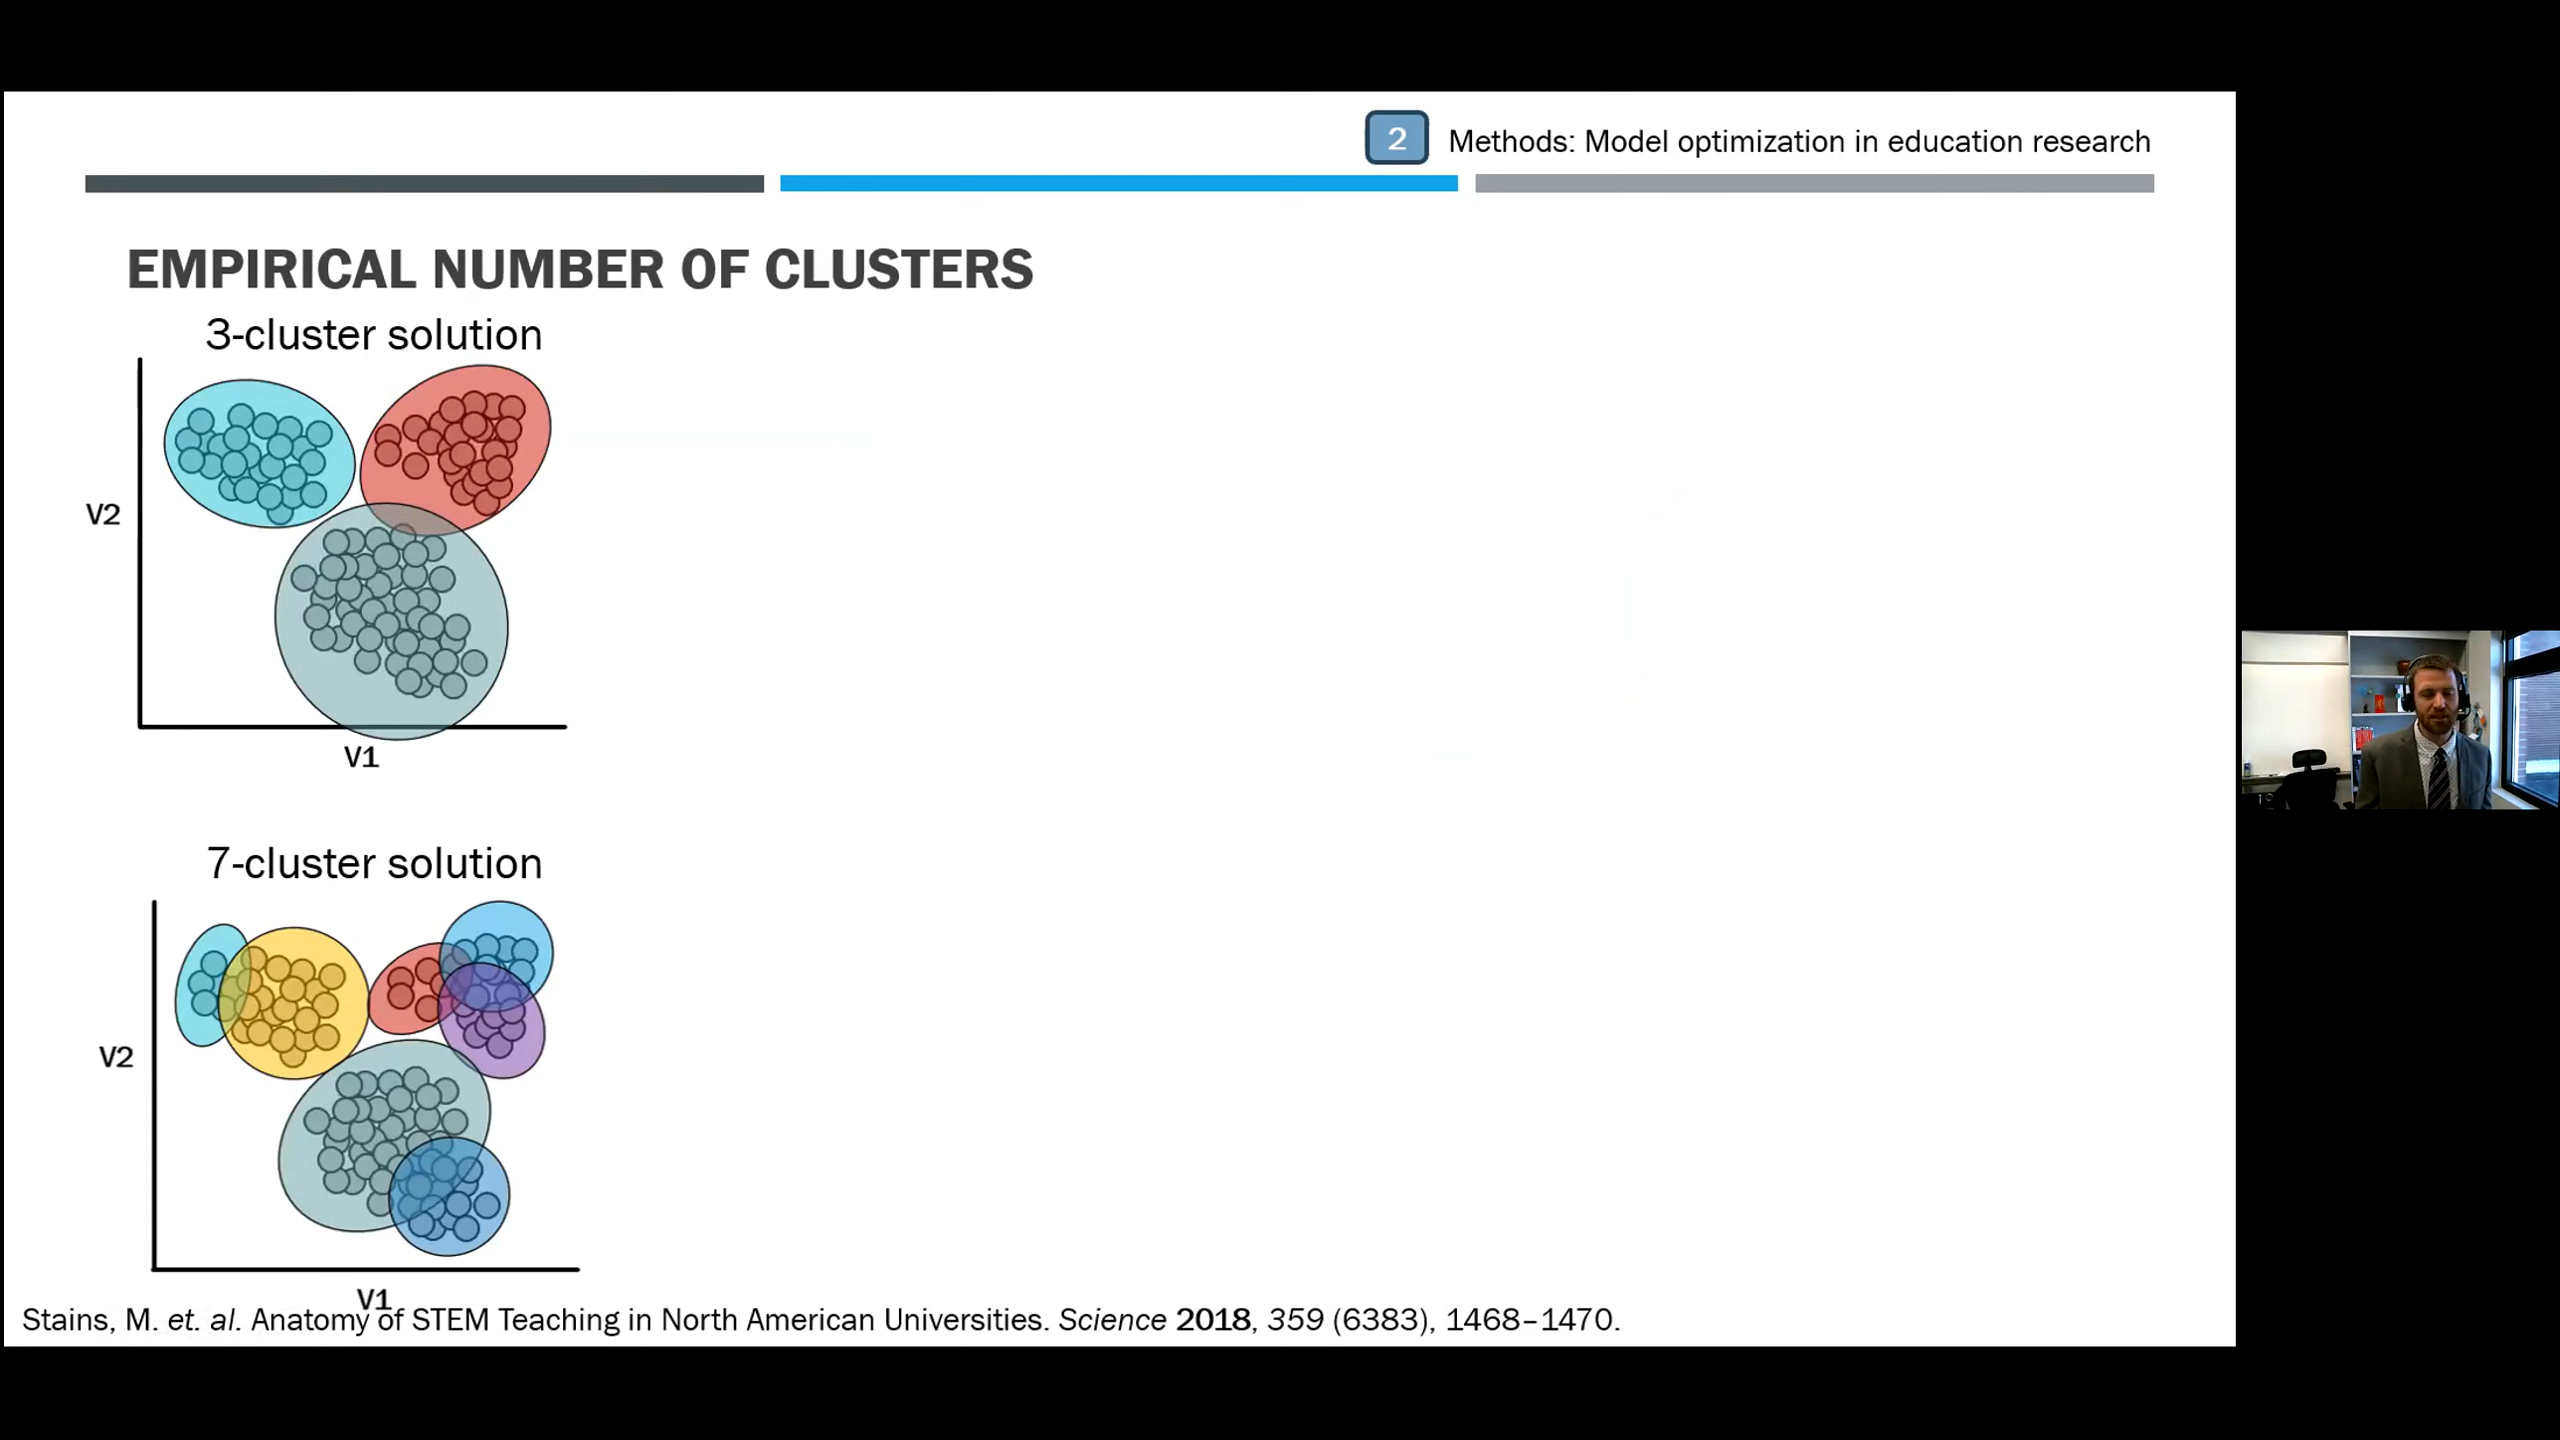 2
Methods: Model optimization in education research
EMPIRICAL NUMBER OF CLUSTERS
3-cluster solution
V2
V1
7-cluster solution
V2
V1
Stains, M. et. al. Anatomy of STEM Teaching in North American Universities. Science 2018, 359 (6383), 1468–1470.